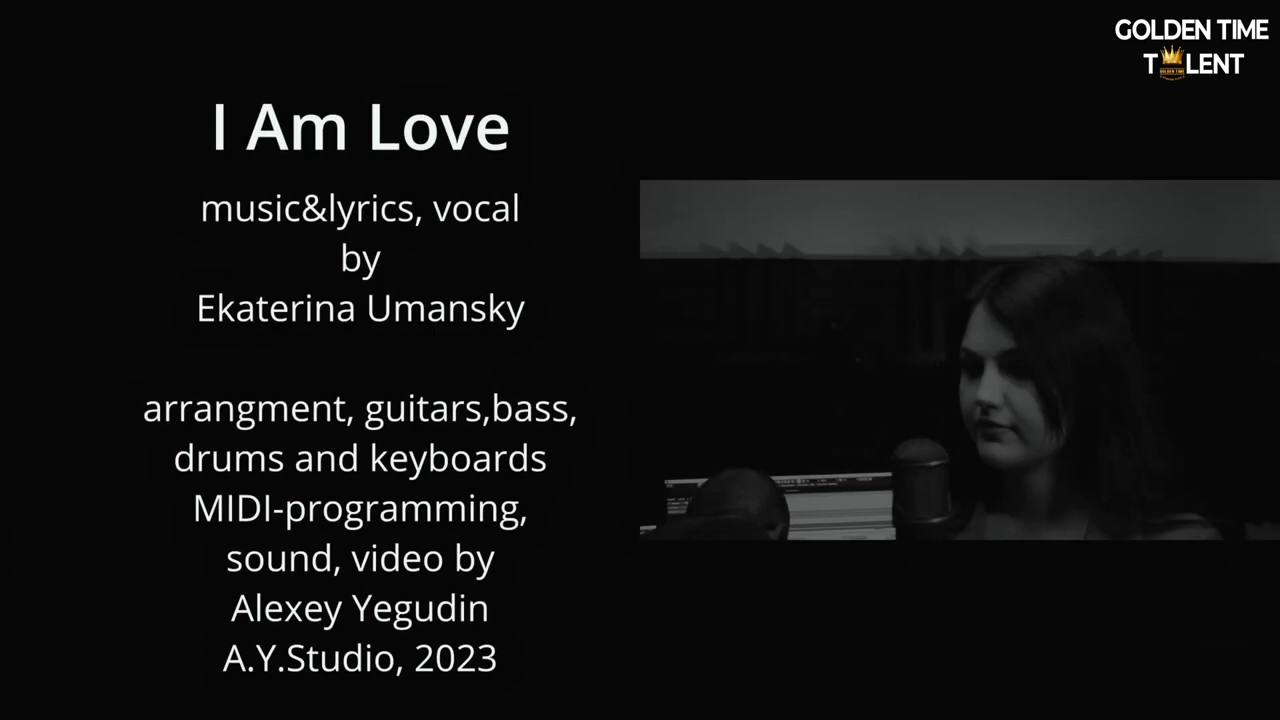 GOLDEN TIME
TALENT
I Am Love
music&lyrics, vocal
by
Ekaterina Umansky
arrangment, guitars,bass,
drums and keyboards
MIDI-programming,
sound, video by
Alexey Yegudin
A.Y.Studio, 2023